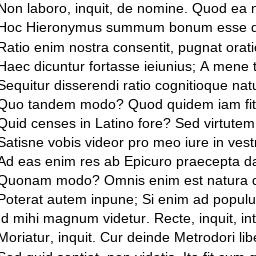 Non laboro, inquit, de nomine. Quod ea
Hoc Hieronymus summum bonum esse
Ratio enim nostra consentit, pugnat orati
Haec dicuntur fortasse ieiunius; A mene
Sequitur disserendi ratio cognitioque natu
Quo tandem modo? Quod quidem iam fit
Quid censes in Latino fore? Sed virtutem
Satisne vobis videor pro meo iure in vest
Ad eas enim res ab Epicuro praecepta da
Quonam modo? Omnis enim est natura
Poterat autem inpune; Si enim ad popul
Id mihi magnum videtur. Recte, inquit, int
Moriatur, inquit. Cur deinde Metrodori libe